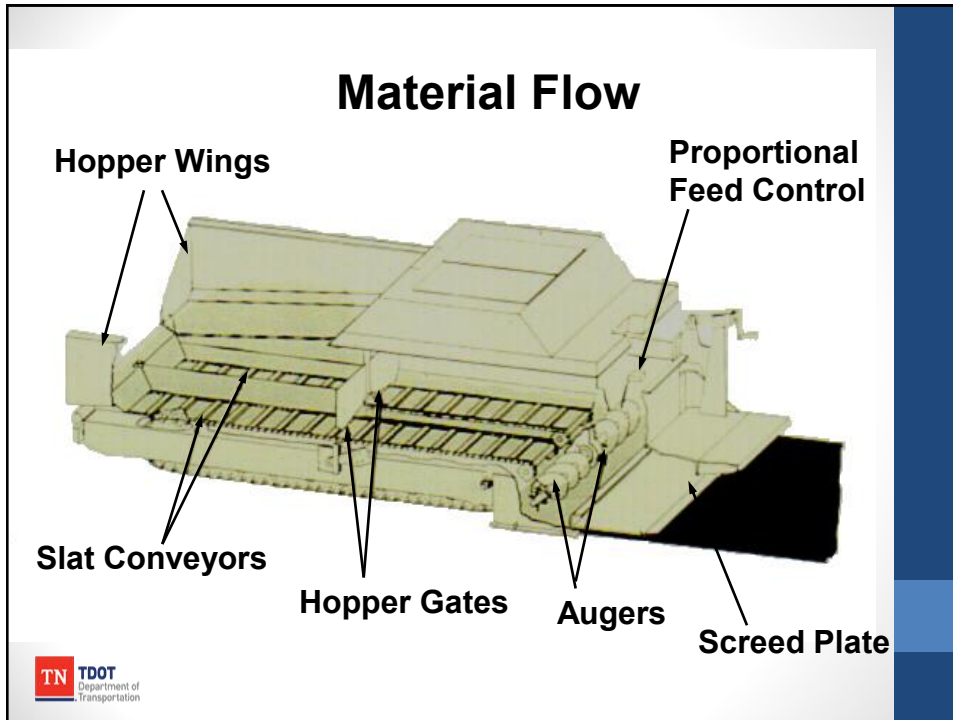 Material Flow
Hopper Wings
Proportional
Feed Control
Slat Conveyors
Hopper Gates
Augers
Screed Plate
TN
TDOT
Department of
Transportation